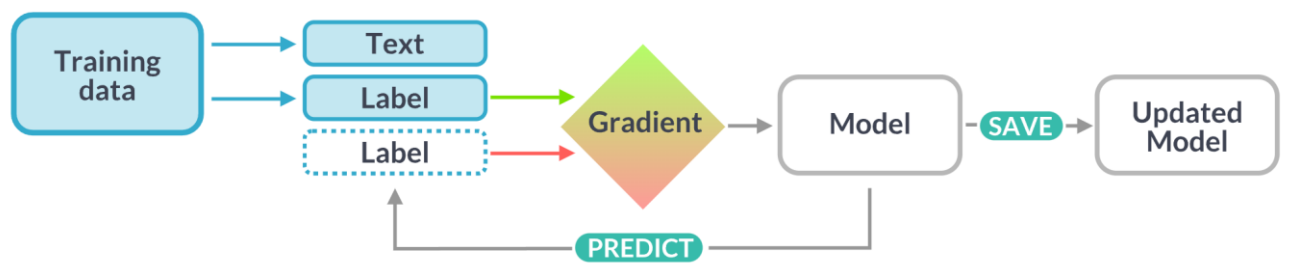 Training
data
Text
Label
Label
Gradient
Model
SAVE
Updated
Model
PREDICT